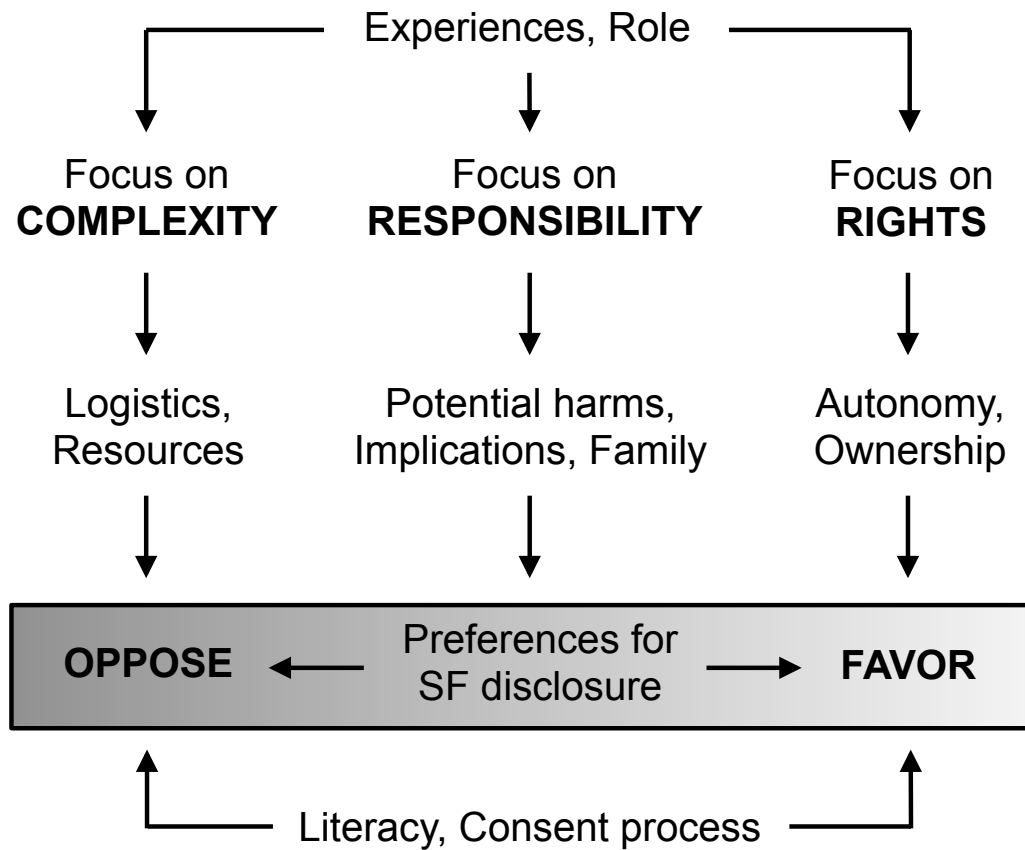 Experiences, Role
Focus on
COMPLEXITY
Focus on
RESPONSIBILITY
Focus on
RIGHTS
Logistics,
Resources
Potential harms,
Implications, Family
Autonomy,
Ownership
OPPOSE
Preferences for
SF disclosure
FAVOR
Literacy, Consent process